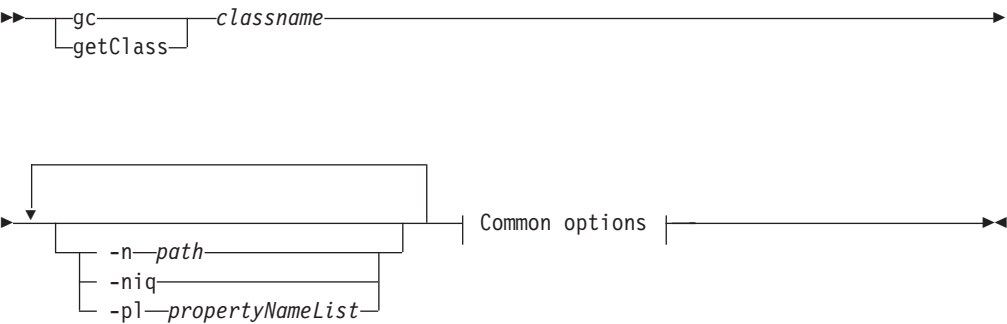 gc classname
getClass
Common options
-n path
-niq
-pl propertyNameList